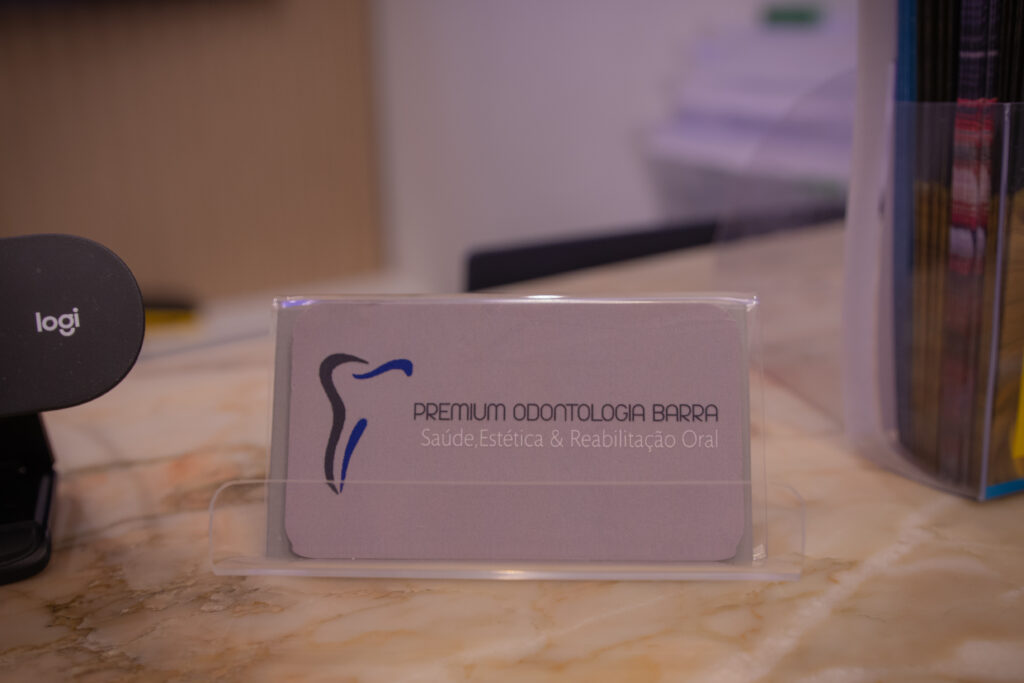 logi
PREMIUM ODONTOLOGIA BARRA
Saúde,Estética & Reabilitação Oral